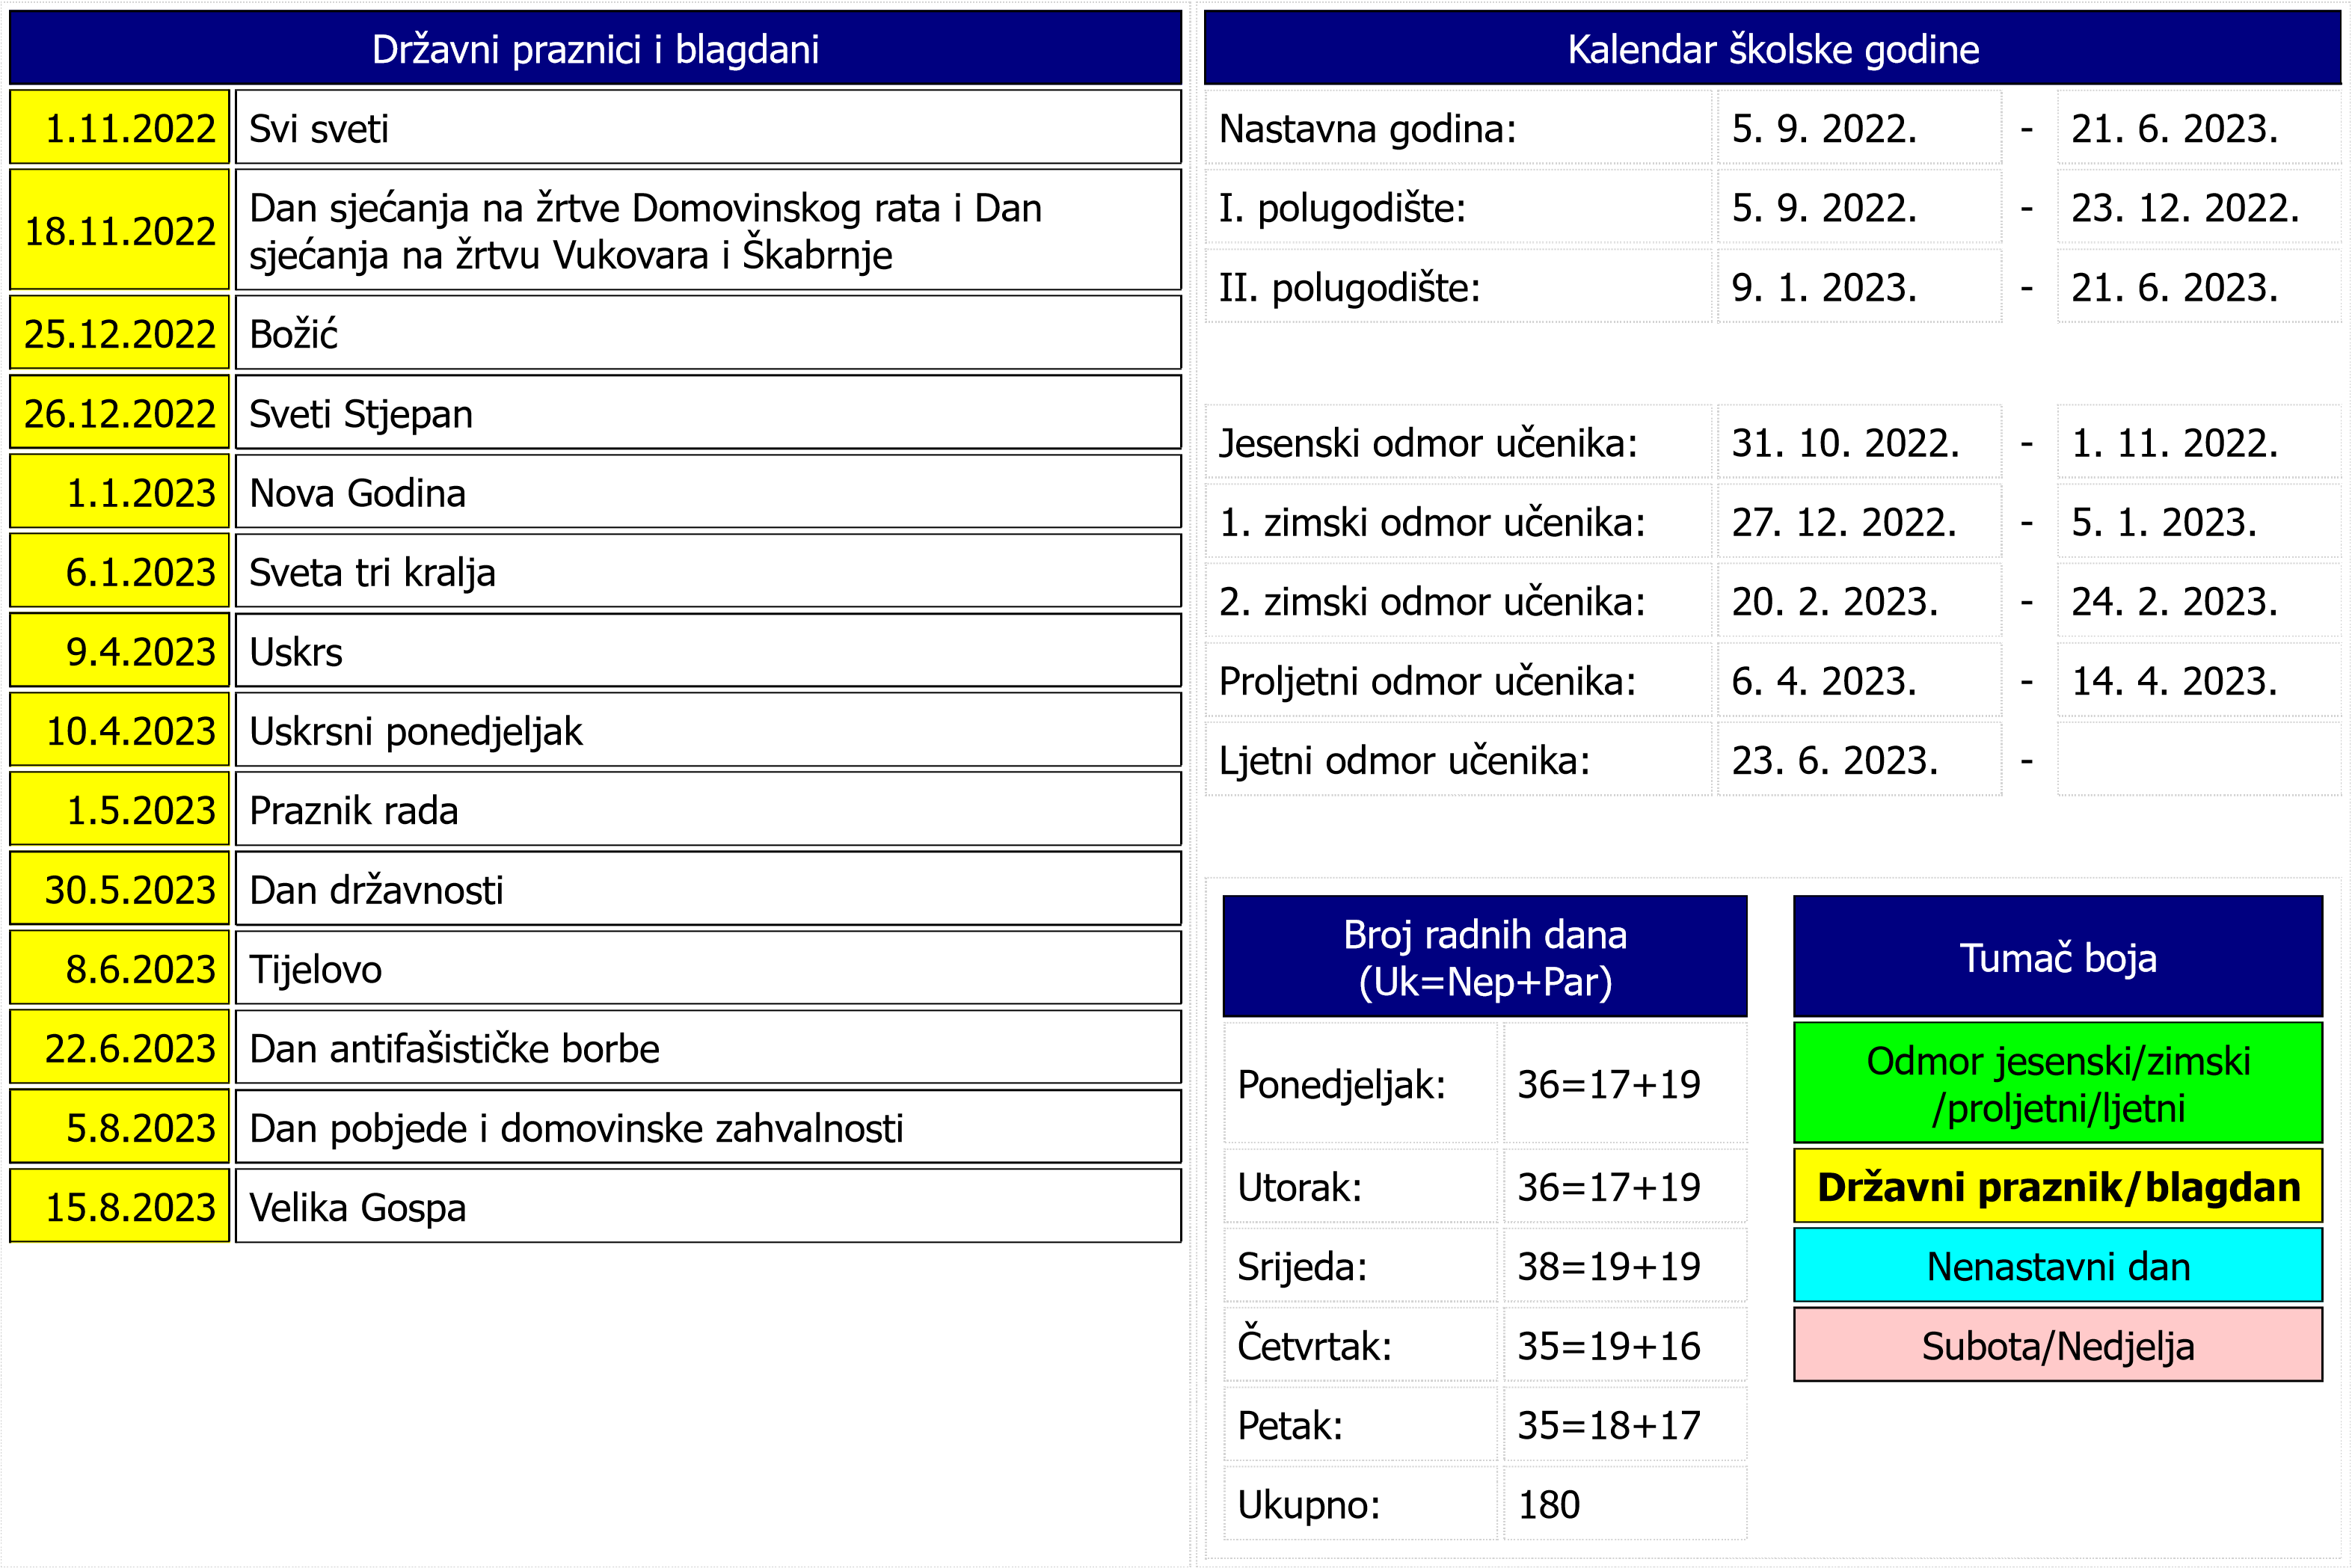 Državni praznici i blagdani
1.11.2022 Svi sveti
18.11.2022 Dan sjećanja na žrtve Domovinskog rata i Dan
sjećanja na žrtvu Vukovara i Škabrnje
25.12.2022 Božić
26.12.2022 Sveti Stjepan
1.1.2023 Nova Godina
6.1.2023 Sveta tri kralja
9.4.2023 Uskrs
10.4.2023 Uskrsni ponedjeljak
1.5.2023 Praznik rada
30.5.2023 Dan državnosti
8.6.2023 Tijelovo
22.6.2023 Dan antifašističke borbe
5.8.2023 Dan pobjede i domovinske zahvalnosti
15.8.2023 Velika Gospa
Kalendar školske godine
Nastavna godina: 5. 9. 2022. - 21. 6. 2023.
I. polugodište: 5. 9. 2022. - 23. 12. 2022.
II. polugodište: 9. 1. 2023. - 21. 6. 2023.
Jesenski odmor učenika: 31. 10. 2022. - 1. 11. 2022.
1. zimski odmor učenika: 27. 12. 2022. - 5. 1. 2023.
2. zimski odmor učenika: 20. 2. 2023. - 24. 2. 2023.
Proljetni odmor učenika: 6. 4. 2023. - 14. 4. 2023.
Ljetni odmor učenika: 23. 6. 2023. -
Broj radnih dana
(Uk=Nep+Par)
Ponedjeljak: 36=17+19
Utorak: 36=17+19
Srijeda: 38=19+19
Četvrtak: 35=19+16
Petak: 35=18+17
Ukupno: 180
Tumač boja
Odmor jesenski/zimski
/proljetni/ljetni
Državni praznik/blagdan
Nenastavni dan
Subota/Nedjelja